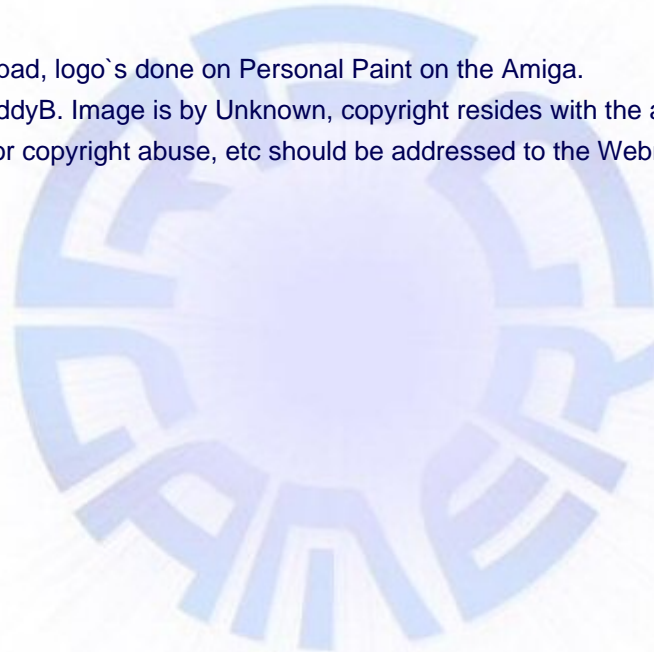 oad, logo`s done on Personal Paint on the Amiga.
ddyB. Image is by Unknown, copyright resides with the
or copyright abuse, etc should be addressed to the Web